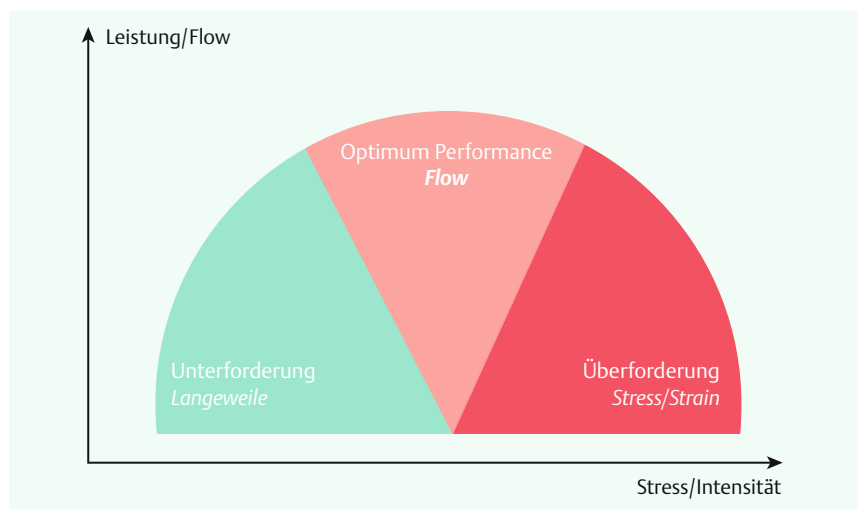 Leistung/Flow
Optimum Performance
Flow
Unterforderung
Langeweile
Überforderung
Stress/Strain
Stress/Intensität